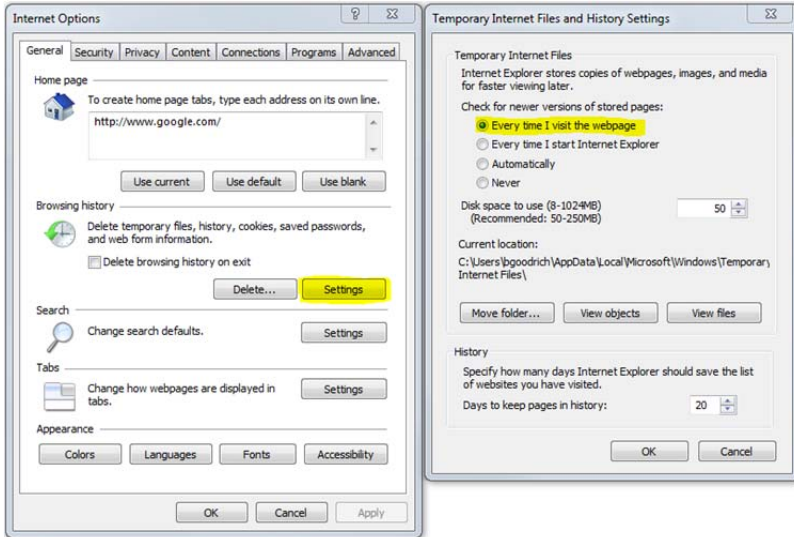 Internet Options
General Security Privacy Content Connections Programs Advanced
Home page
To create home page tabs, type each address on its own line.
http://www.google.com/
Use current Use default Use blank
Browsing history
Delete temporary files, history, cookies, saved passwords,
and web form information.
Delete browsing history on exit
Delete... Settings
Search
Change search defaults. Settings
Tabs
Change how webpages are displayed in
tabs.
Settings
Appearance
Colors Languages Fonts Accessibility
OK Cancel Apply
Temporary Internet Files and History Settings
Temporary Internet Files
Internet Explorer stores copies of webpages, images, and media
for faster viewing later.
Check for newer versions of stored pages:
Every time I visit the webpage
Every time I start Internet Explorer
Automatically
Never
Disk space to use (8-1024MB)
(Recommended: 50-250MB)
50
Current location:
C:\Users\bgoodrich\AppData\Local\Microsoft\Windows\Temporary
Internet Files\
Move folder... View objects View files
History
Specify how many days Internet Explorer should save the list
of websites you have visited.
Days to keep pages in history: 20
OK Cancel